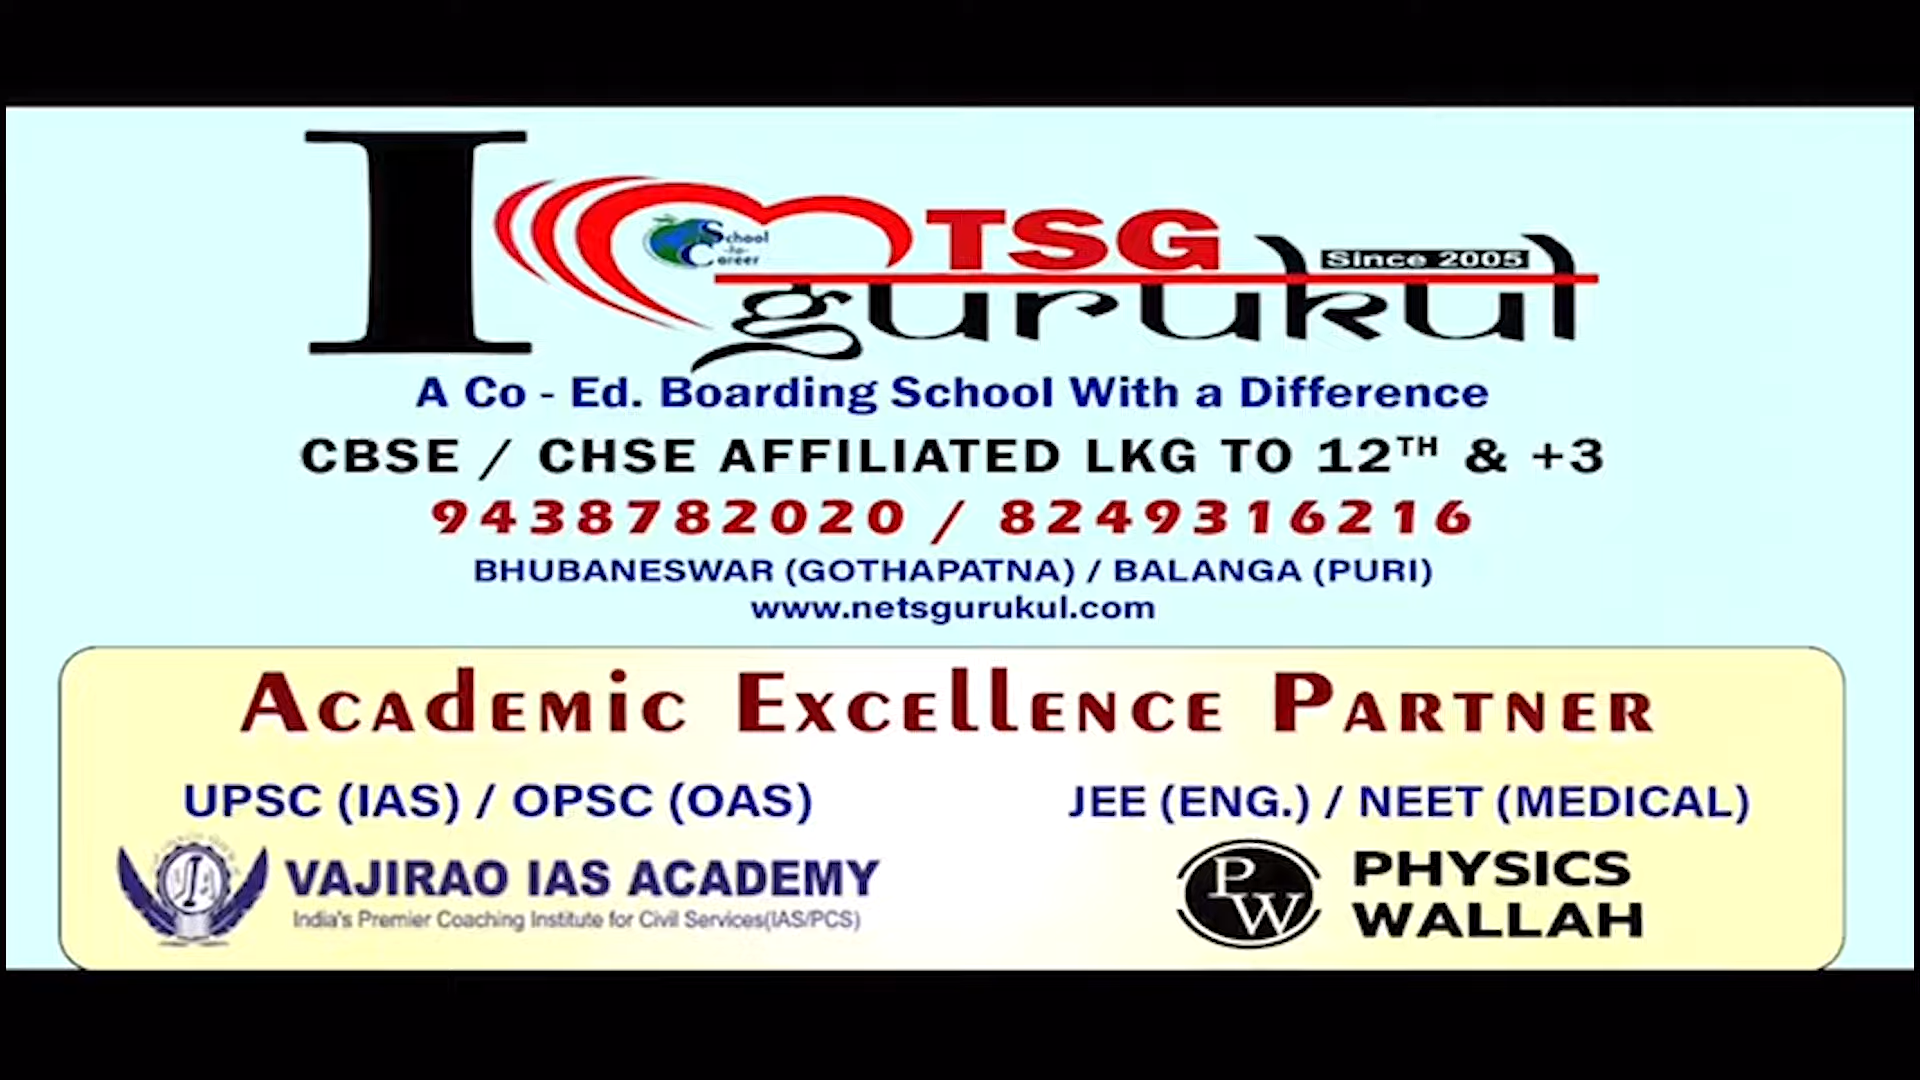 I TSG
gurukul Since 2005
School
-to-
Career
A Co - Ed. Boarding School With a Difference
CBSE / CHSE AFFILIATED LKG TO 12TH & +3
9438782020 / 8249316216
BHUBANESWAR (GOTHAPATNA) / BALANGA (PURI)
www.netsgurukul.com
ACADEMIC EXCELLENCE PARTNER
UPSC (IAS) / OPSC (OAS)
VAJIRAO IAS ACADEMY
India's Premier Coaching Institute for Civil Services(IAS/PCS)
JEE (ENG.) / NEET (MEDICAL)
PW
PHYSICS
WALLAH